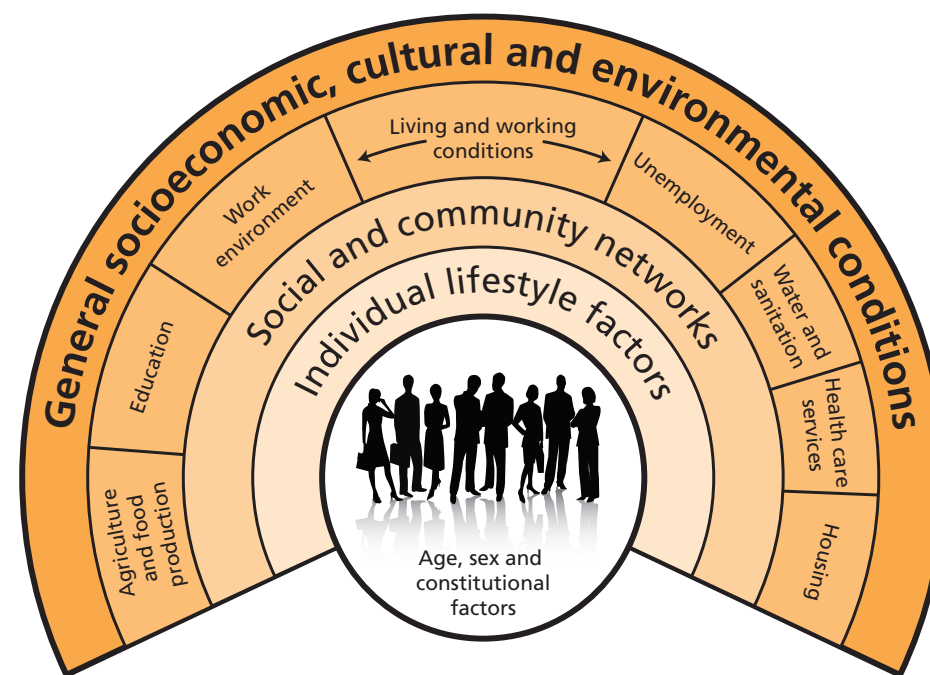 General socioeconomic, cultural and environmental conditions
Living and working
conditions
Agriculture
and food
production
Education
Work
environment
Unemployment
Water and
sanitation
Health care
services
Housing
Social and community networks
Individual lifestyle factors
Age, sex and
constitutional
factors